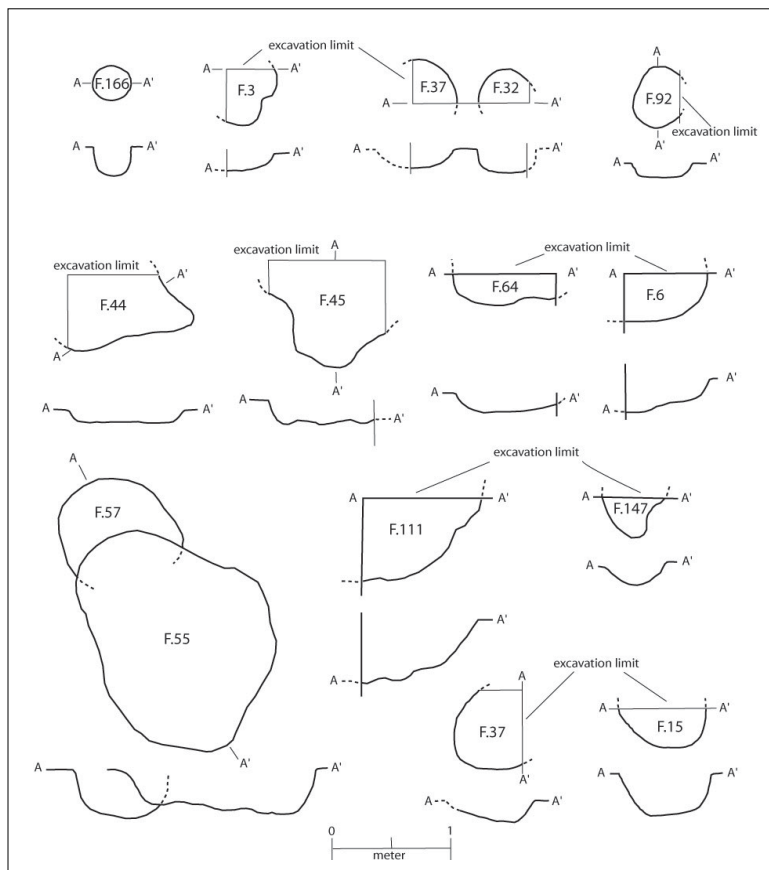 excavation limit
A F.166 A'
A F.3 A'
F.37 F.32
A A'
A
F.92
excavation limit
A'
A A'
A A'
A A'
A A'
excavation limit
A'
F.44
A
excavation limit
A
F.45
A'
excavation limit
A A'
F.64
A A'
F.6
A A'
A A'
A A'
A A'
A
F.57
F.55
A'
excavation limit
A A'
F.111
A A'
F.147
A A'
A A'
excavation limit
A
F.37
A'
A A'
F.15
A A'
A A'
A A'
A A'
0 1
meter